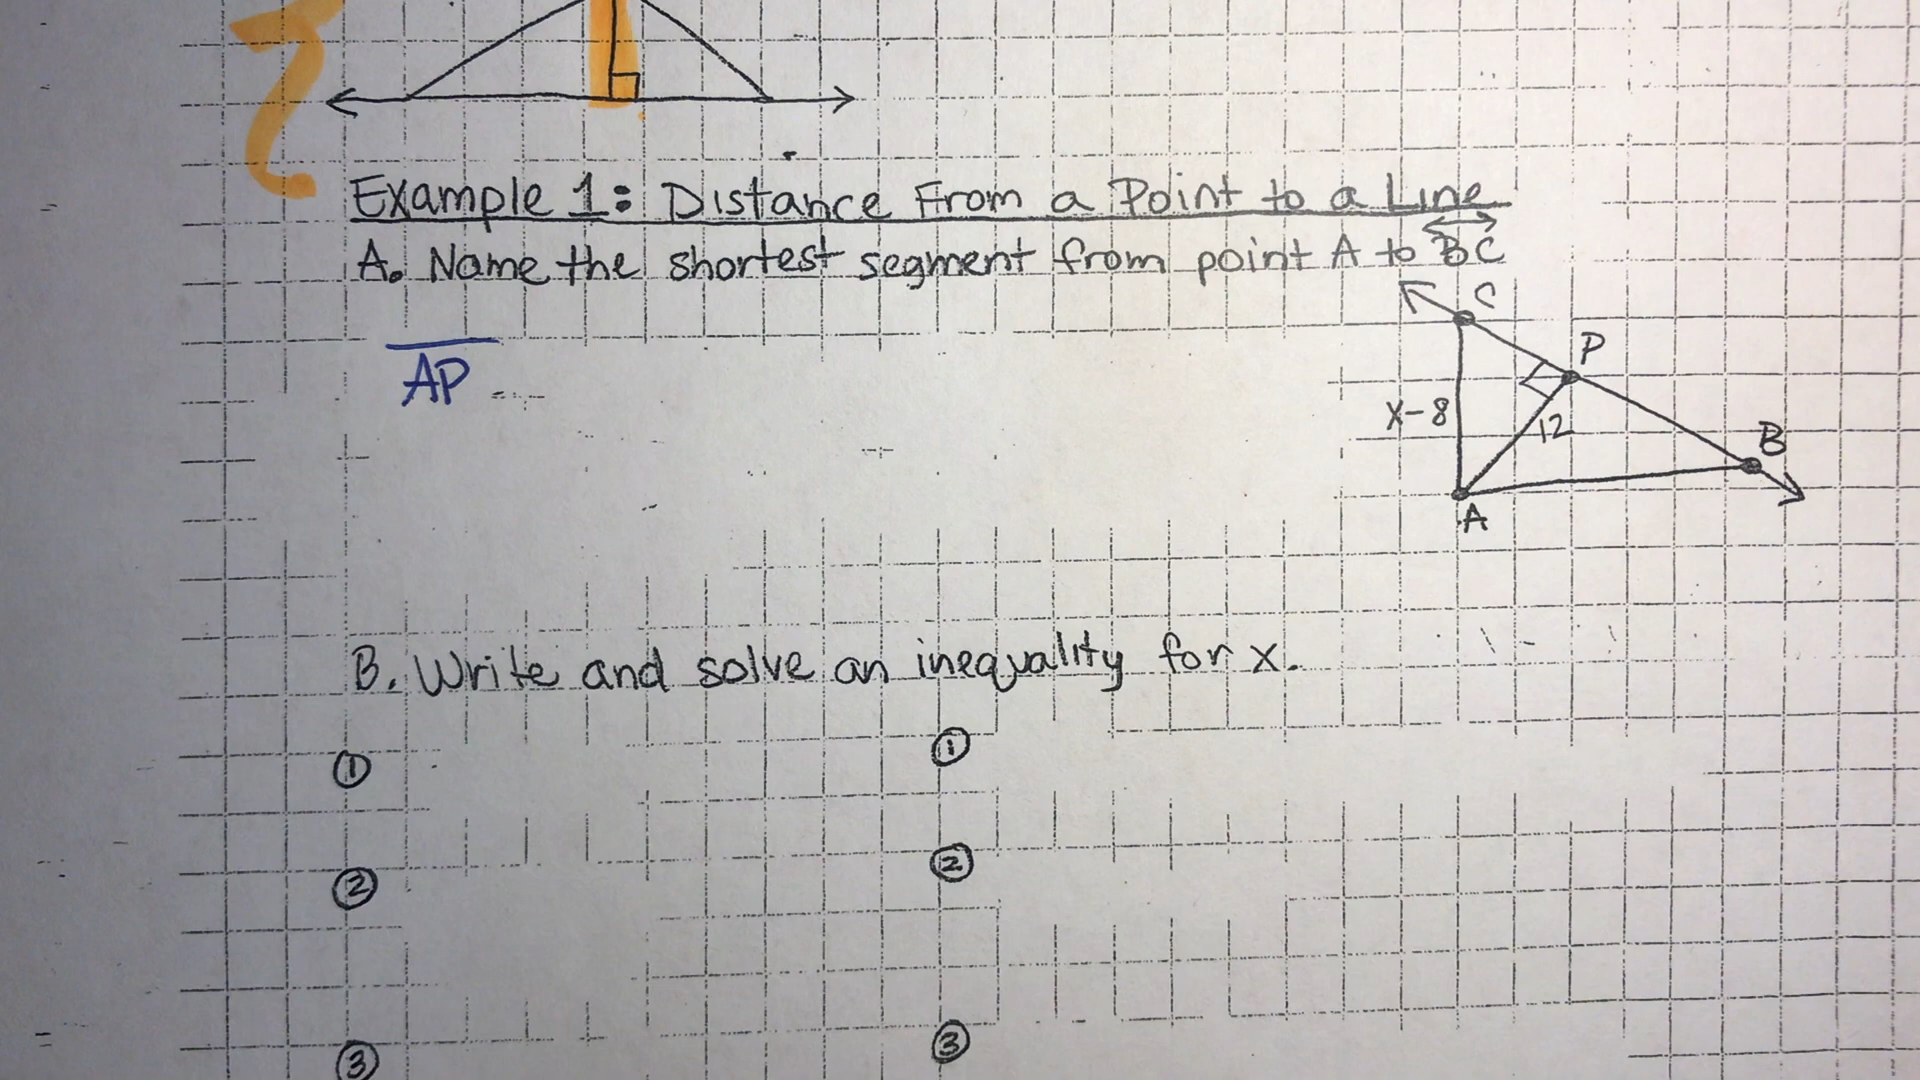 Example 1: Distance From a Point to a Line
A. Name the shortest segment from point A to BC
C
AP
P
x-8
12
B
A
B. Write and solve an inequality for x.
① ①
② ②
③ ③